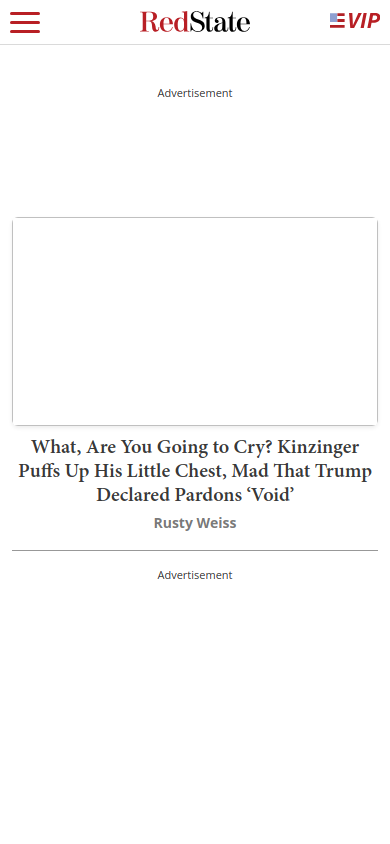 RedState
VIP
Advertisement
What, Are You Going to Cry? Kinzinger
Puffs Up His Little Chest, Mad That Trump
Declared Pardons ‘Void’
Rusty Weiss
Advertisement